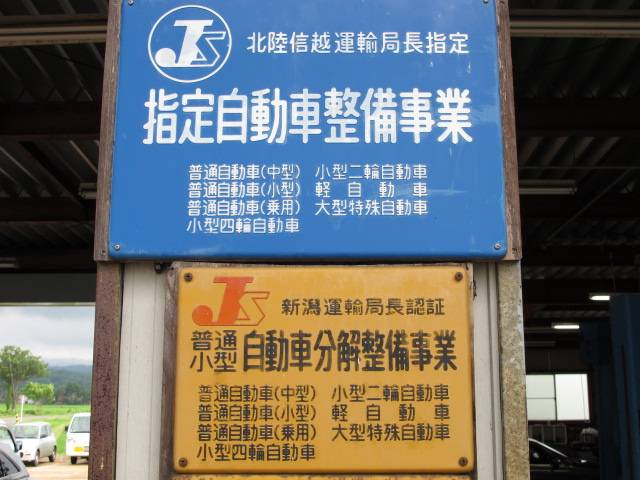 JS 北陸信越運輸局長指定
指定自動車整備事業
普通自動車(中型) 小型二輪自動車
普通自動車(小型) 軽自動車
普通自動車(乗用) 大型特殊自動車
小型四輪自動車
JS 新潟運輸局長認証
普通
小型 自動車分解整備事業
普通自動車(中型) 小型二輪自動車
普通自動車(小型) 軽自動車
普通自動車(乗用) 大型特殊自動車
小型四輪自動車